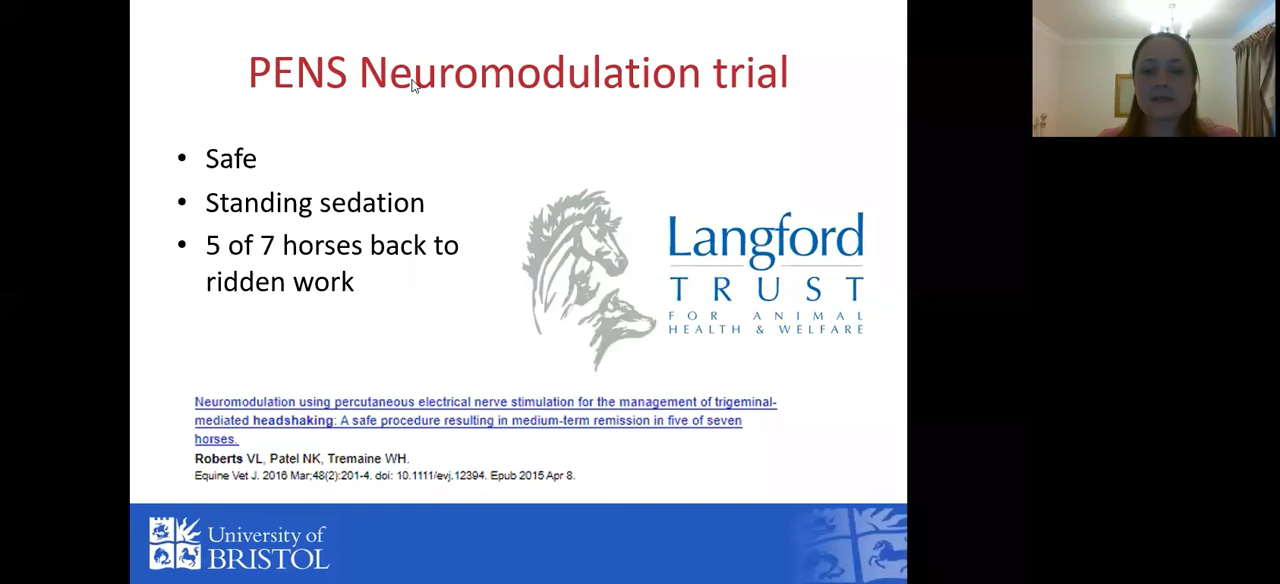 PENS Neuromodulation trial
• Safe
• Standing sedation
• 5 of 7 horses back to
ridden work
Langford
TRUST
FOR ANIMAL
HEALTH & WELFARE
Neuromodulation using percutaneous electrical nerve stimulation for the management of trigeminal-
mediated headshaking: A safe procedure resulting in medium-term remission in five of seven
horses.
Roberts VL, Patel NK, Tremaine WH.
Equine Vet J. 2016 Mar;48(2):201-4. doi: 10.1111/evj.12394. Epub 2015 Apr 8.
University of
BRISTOL